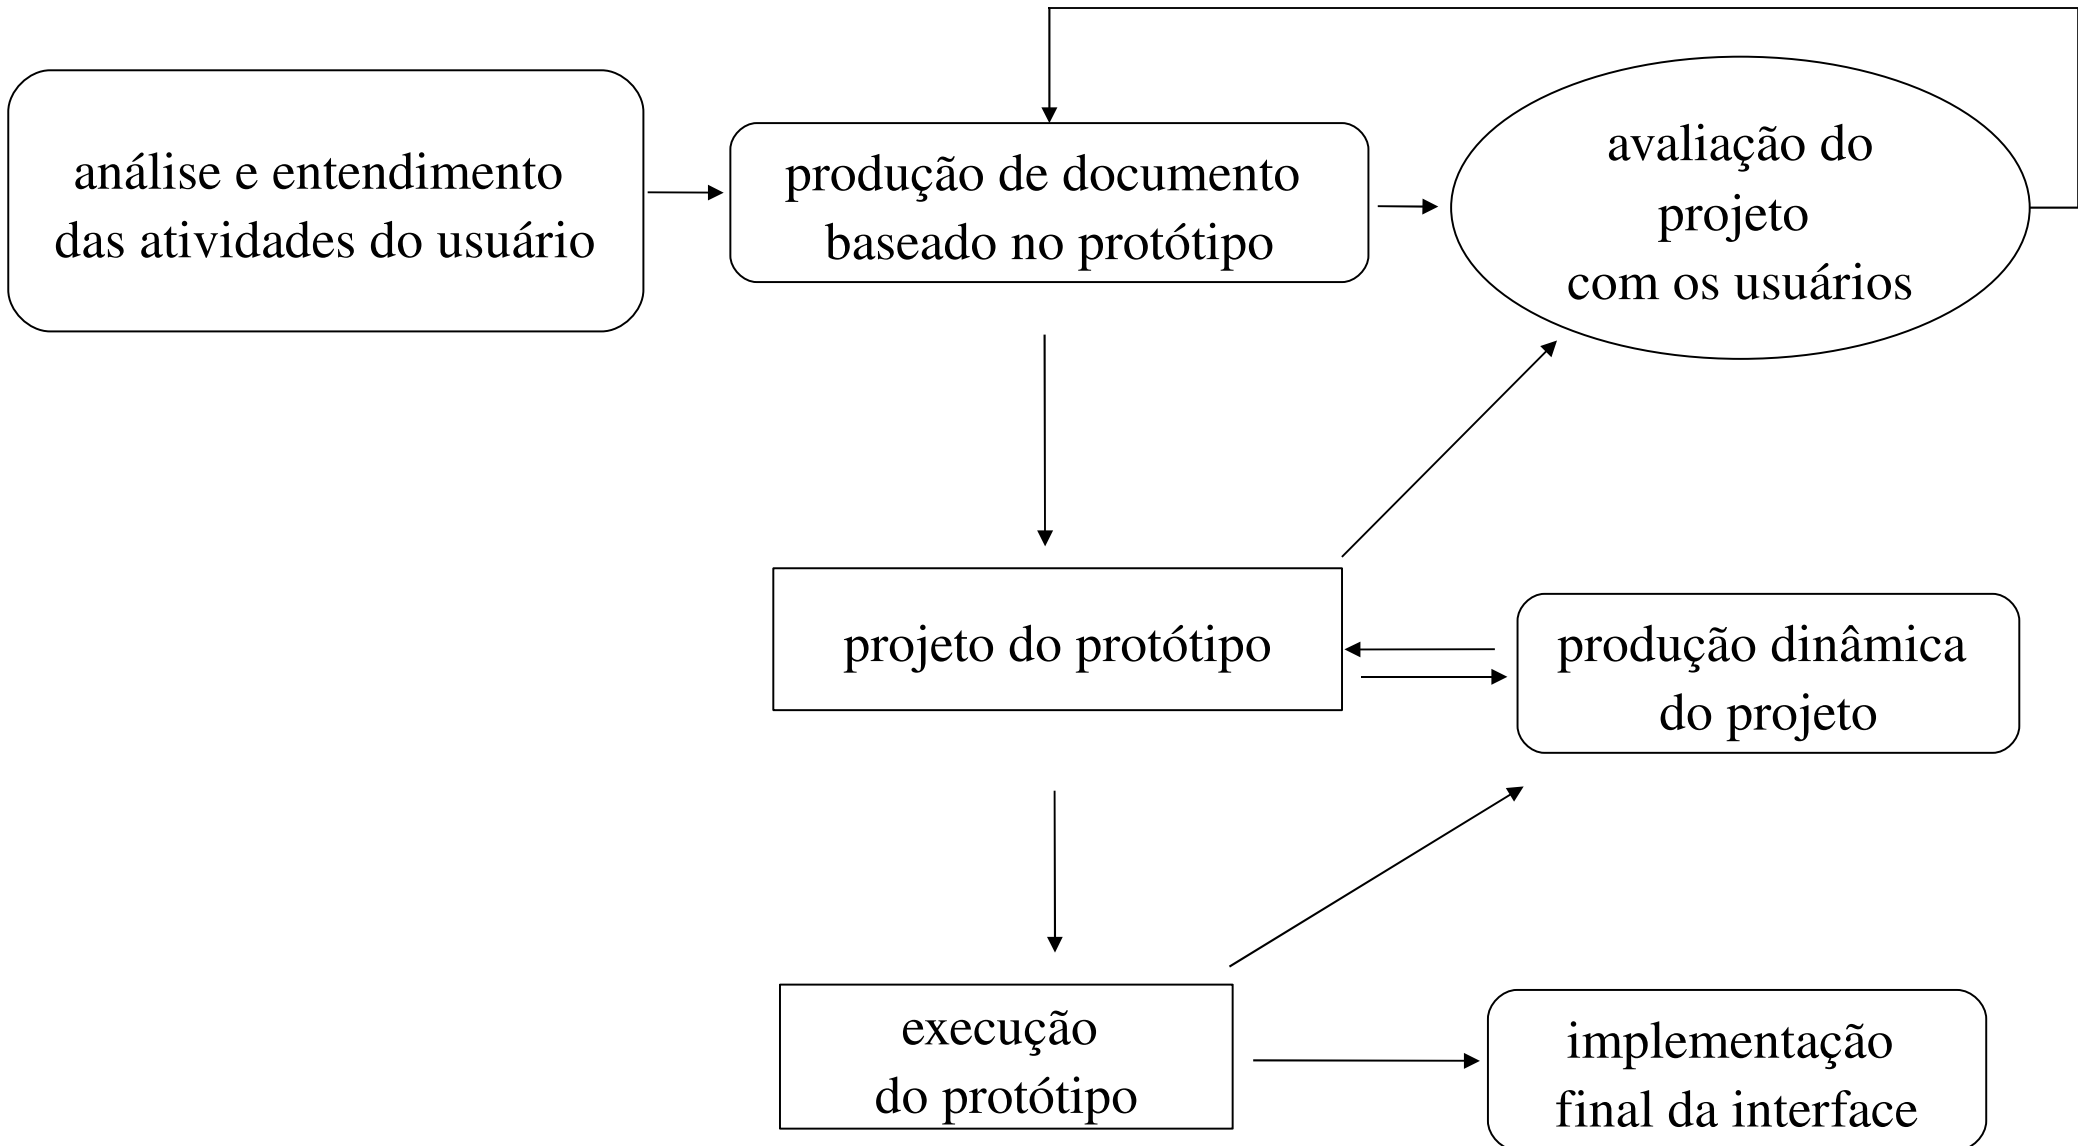 análise e entendimento
das atividades do usuário
produção de documento
baseado no protótipo
avaliação do
projeto
com os usuários
projeto do protótipo
produção dinâmica
do projeto
execução
do protótipo
implementação
final da interface